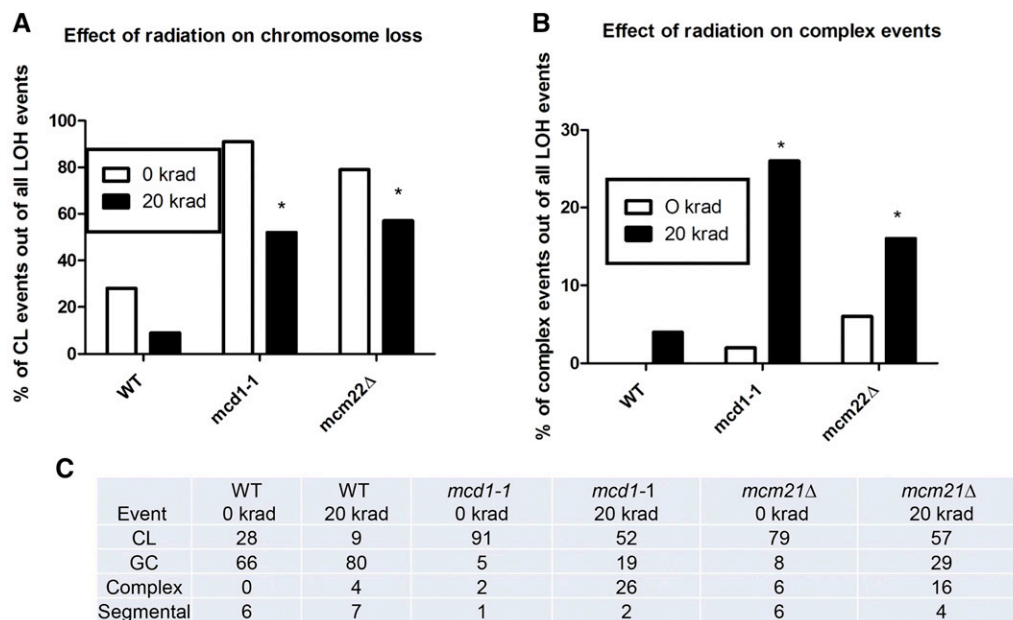 A
Effect of radiation on chromosome loss
% of CL events out of all LOH events
100
80
60
40
20
0
0 krad
20 krad
*
*
WT
mcd1-1
mcm22Δ
B
Effect of radiation on complex events
% of complex events out of all LOH events
30
20
10
0
O krad
20 krad
*
*
WT
mcd1-1
mcm22Δ
C
Event WT 0 krad WT 20 krad mcd1-1 0 krad mcd1-1 20 krad mcm21Δ 0 krad mcm21Δ 20 krad
CL 28 9 91 52 79 57
GC 66 80 5 19 8 29
Complex 0 4 2 26 6 16
Segmental 6 7 1 2 6 4